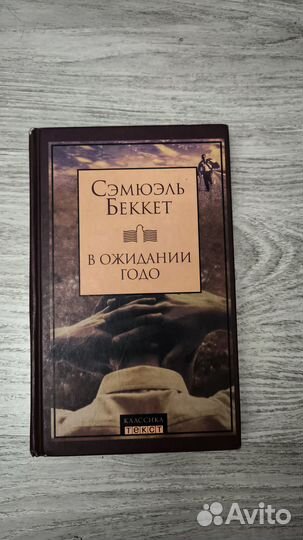 СЭМЮЭЛЬ
БЕККЕТ
В ОЖИДАНИИ
ГОДО
КЛАССИКА
ТЕКСТ
Avito